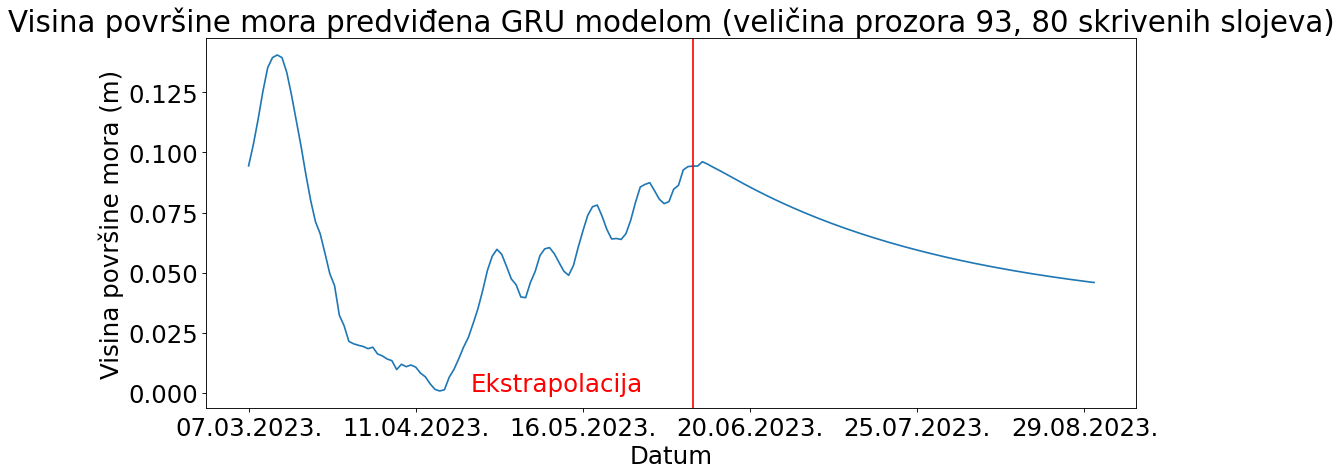 Visina površine mora predviđena GRU modelom (veličina prozora 93, 80 skrivenih slojeva)
Visina površine mora (m)
0.125
0.100
0.075
0.050
0.025
0.000
Ekstrapolacija
07.03.2023. 11.04.2023. 16.05.2023. 20.06.2023. 25.07.2023. 29.08.2023.
Datum